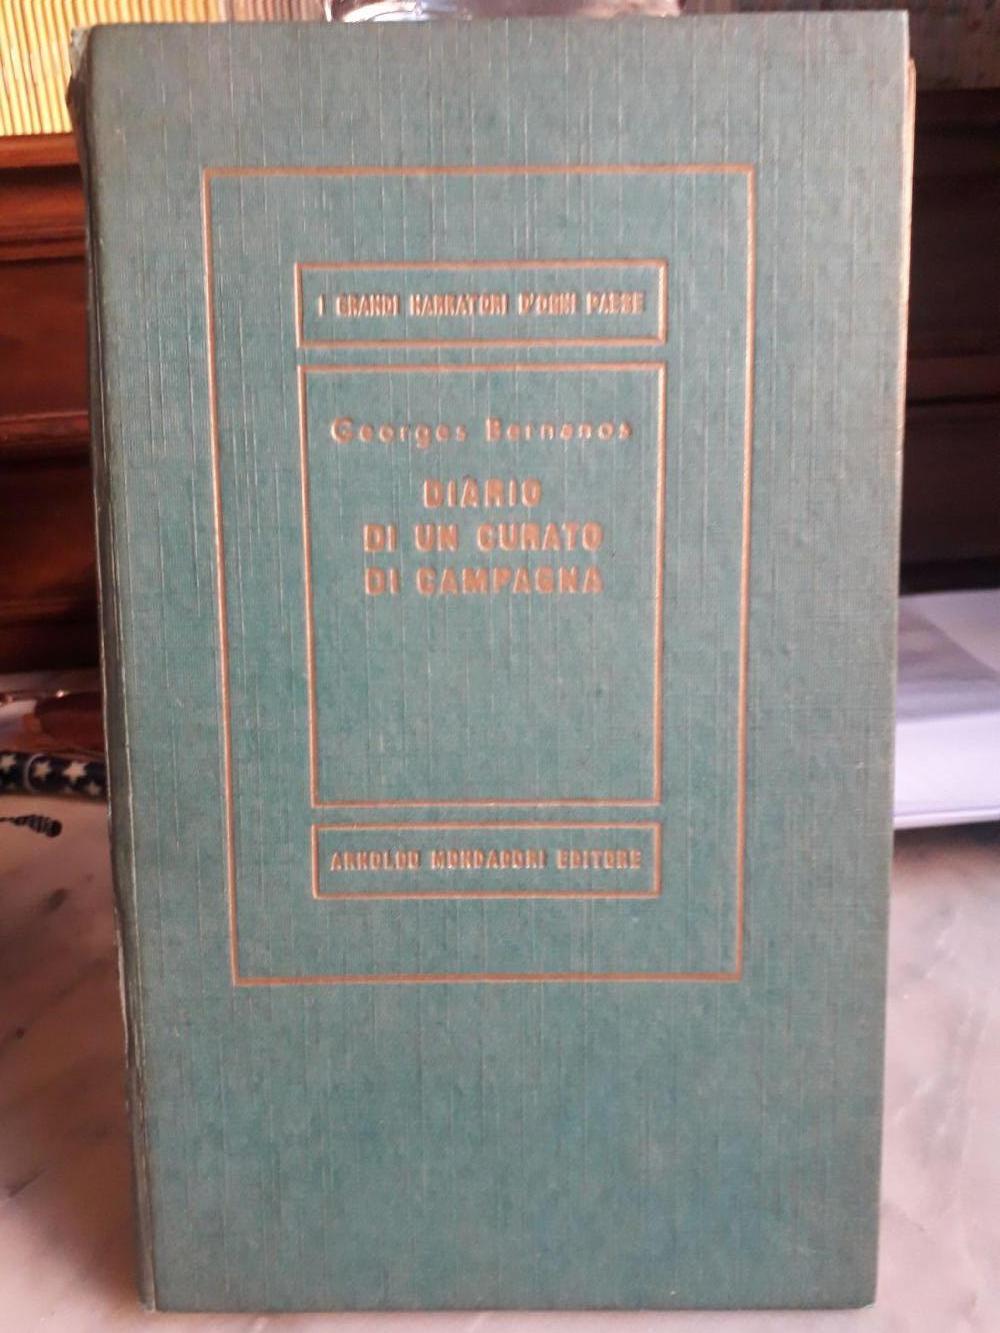 I GRANDI NARRATORI D'OGNI PAESE
Georges Bernanos
DIARIO
DI UN CURATO
DI CAMPAGNA
ARNOLDO MONDADORI EDITORE